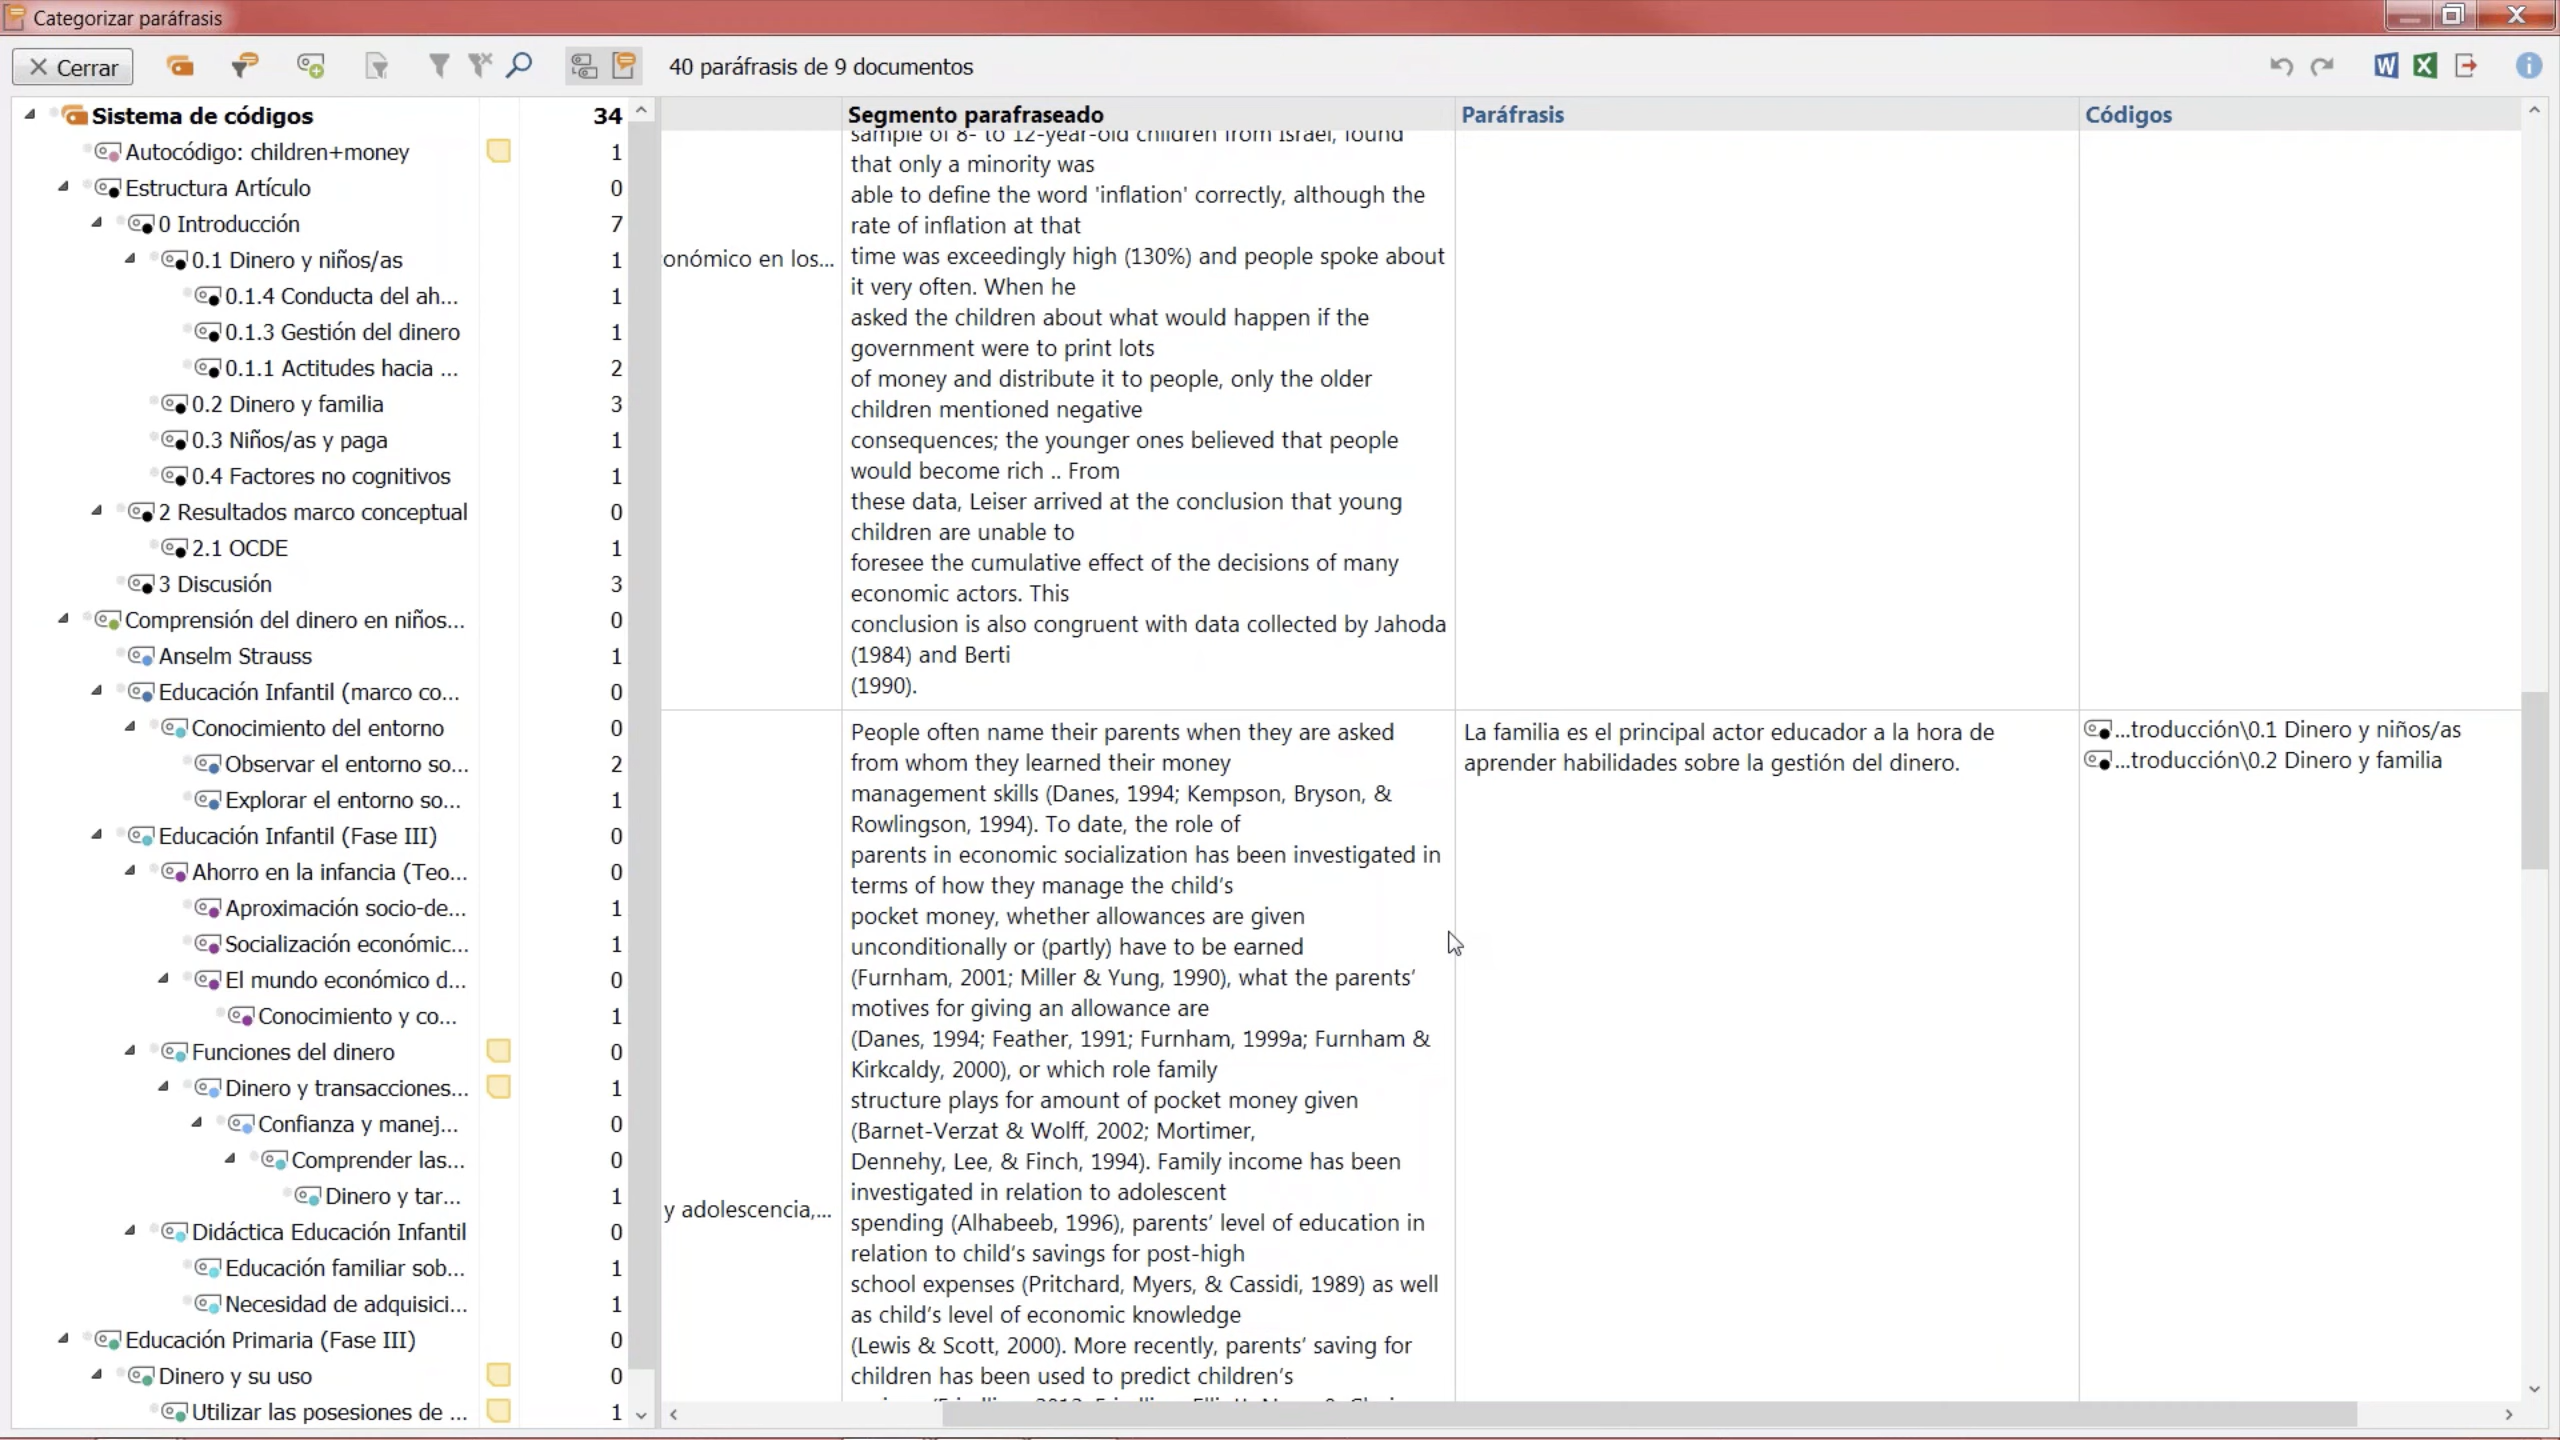 Categorizar paráfrasis
Cerrar
40 paráfrasis de 9 documentos
Sistema de códigos 34
Autocódigo: children+money 1
Estructura Artículo 0
0 Introducción 7
0.1 Dinero y niños/as 1
0.1.4 Conducta del ah... 1
0.1.3 Gestión del dinero 1
0.1.1 Actitudes hacia ... 2
0.2 Dinero y familia 3
0.3 Niños/as y paga 1
0.4 Factores no cognitivos 1
2 Resultados marco conceptual 0
2.1 OCDE 1
3 Discusión 3
Comprensión del dinero en niños... 0
Anselm Strauss 1
Educación Infantil (marco co... 0
Conocimiento del entorno 0
Observar el entorno so... 2
Explorar el entorno so... 1
Educación Infantil (Fase III) 0
Ahorro en la infancia (Teo... 0
Aproximación socio-de... 1
Socialización económic... 1
El mundo económico d... 0
Conocimiento y co... 1
Funciones del dinero 0
Dinero y transacciones... 1
Confianza y manej... 0
Comprender las... 0
Dinero y tar... 1
Didáctica Educación Infantil 0
Educación familiar sob... 1
Necesidad de adquisici... 1
Educación Primaria (Fase III) 0
Dinero y su uso 0
Utilizar las posesiones de ... 1
Segmento parafraseado
Paráfrasis
Códigos
onómico en los...
sample of 8- to 12-year-old children from Israel, found
that only a minority was
able to define the word 'inflation' correctly, although the
rate of inflation at that
time was exceedingly high (130%) and people spoke about
it very often. When he
asked the children about what would happen if the
government were to print lots
of money and distribute it to people, only the older
children mentioned negative
consequences; the younger ones believed that people
would become rich .. From
these data, Leiser arrived at the conclusion that young
children are unable to
foresee the cumulative effect of the decisions of many
economic actors. This
conclusion is also congruent with data collected by Jahoda
(1984) and Berti
(1990).
y adolescencia,...
People often name their parents when they are asked
from whom they learned their money
management skills (Danes, 1994; Kempson, Bryson, &
Rowlingson, 1994). To date, the role of
parents in economic socialization has been investigated in
terms of how they manage the child’s
pocket money, whether allowances are given
unconditionally or (partly) have to be earned
(Furnham, 2001; Miller & Yung, 1990), what the parents’
motives for giving an allowance are
(Danes, 1994; Feather, 1991; Furnham, 1999a; Furnham &
Kirkcaldy, 2000), or which role family
structure plays for amount of pocket money given
(Barnet-Verzat & Wolff, 2002; Mortimer,
Dennehy, Lee, & Finch, 1994). Family income has been
investigated in relation to adolescent
spending (Alhabeeb, 1996), parents’ level of education in
relation to child’s savings for post-high
school expenses (Pritchard, Myers, & Cassidi, 1989) as well
as child’s level of economic knowledge
(Lewis & Scott, 2000). More recently, parents’ saving for
children has been used to predict children’s
La familia es el principal actor educador a la hora de
aprender habilidades sobre la gestión del dinero.
...troducción\0.1 Dinero y niños/as
...troducción\0.2 Dinero y familia